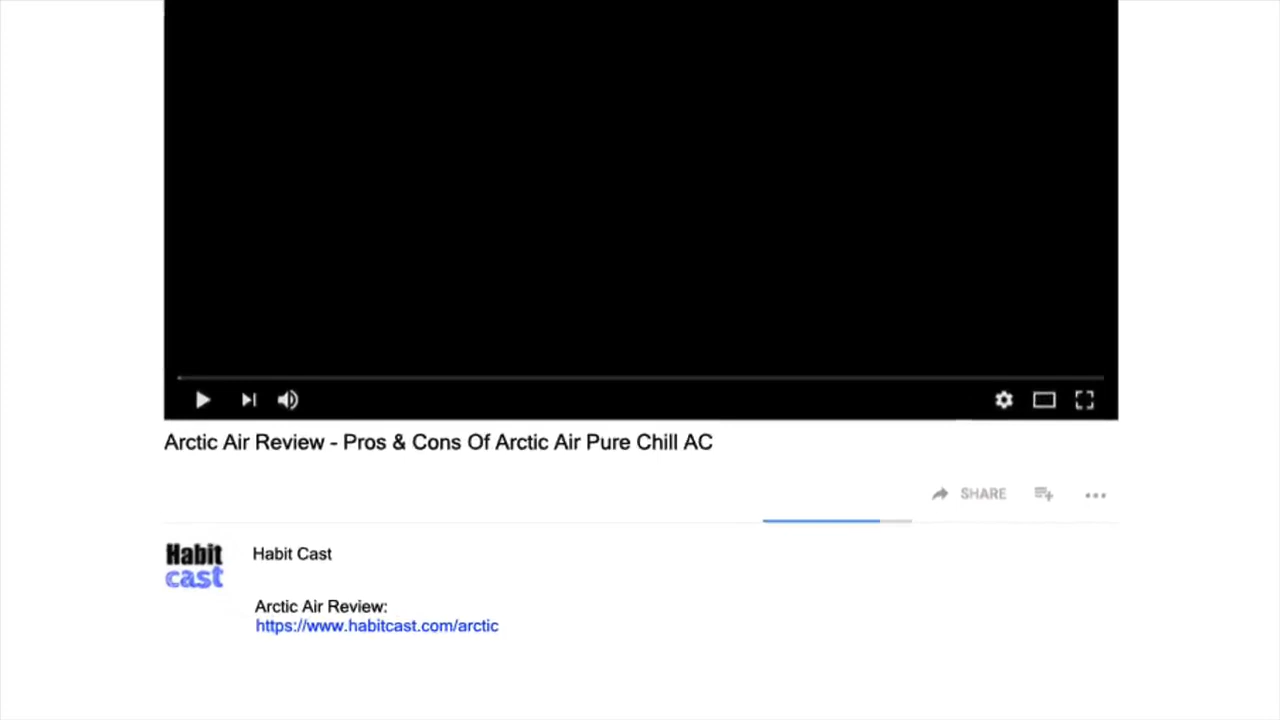 Arctic Air Review - Pros & Cons Of Arctic Air Pure Chill AC
SHARE
Habit
cast
Habit Cast
Arctic Air Review:
https://www.habitcast.com/arctic